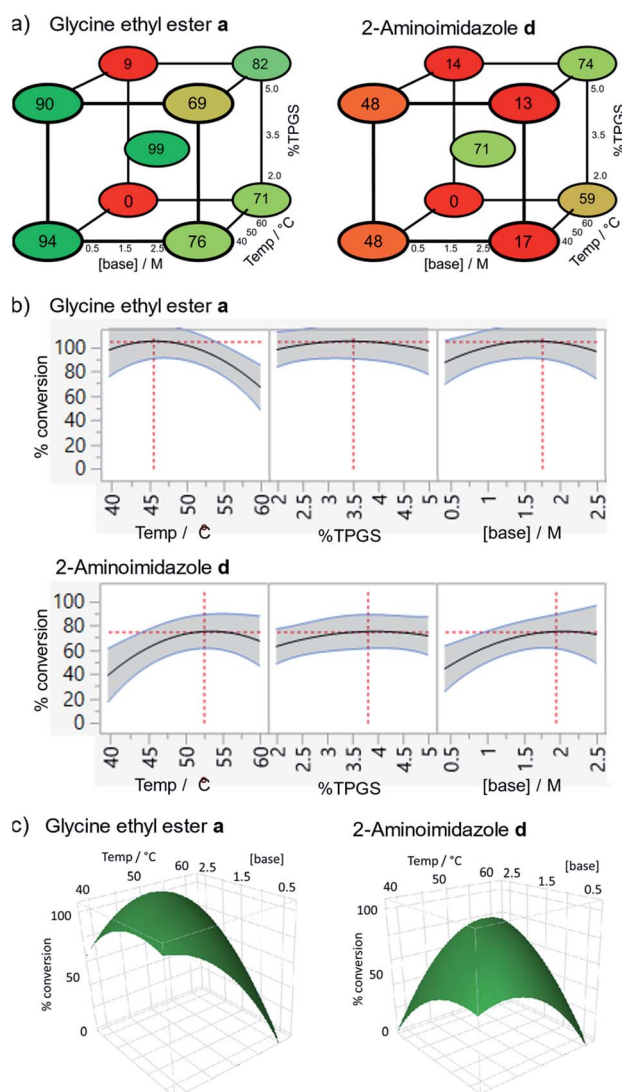 a) Glycine ethyl ester a
2-Aminoimidazole d
9
82
90
69
5.0
99
3.5
%TPGS
2.0
0
71
94
76
60
50
40
0.5
1.5
2.5
[base] / M
Temp / °C
14
74
48
13
5.0
71
3.5
%TPGS
2.0
0
59
48
17
60
50
40
0.5
1.5
2.5
[base] / M
Temp / °C
b) Glycine ethyl ester a
% conversion
100
80
60
40
20
0
40 45 50 55 60 2 2.5 3 3.5 4 4.5 5 0.5 1 1.5 2 2.5
Temp / °C %TPGS [base] / M
2-Aminoimidazole d
% conversion
100
80
60
40
20
0
40 45 50 55 60 2 2.5 3 3.5 4 4.5 5 0.5 1 1.5 2 2.5
Temp / °C %TPGS [base] / M
c) Glycine ethyl ester a
Temp / °C
40 50 60
2.5 1.5 0.5
[base]
100
50
0
% conversion
2-Aminoimidazole d
Temp / °C
40 50 60
2.5 1.5 0.5
[base]
100
50
0
% conversion